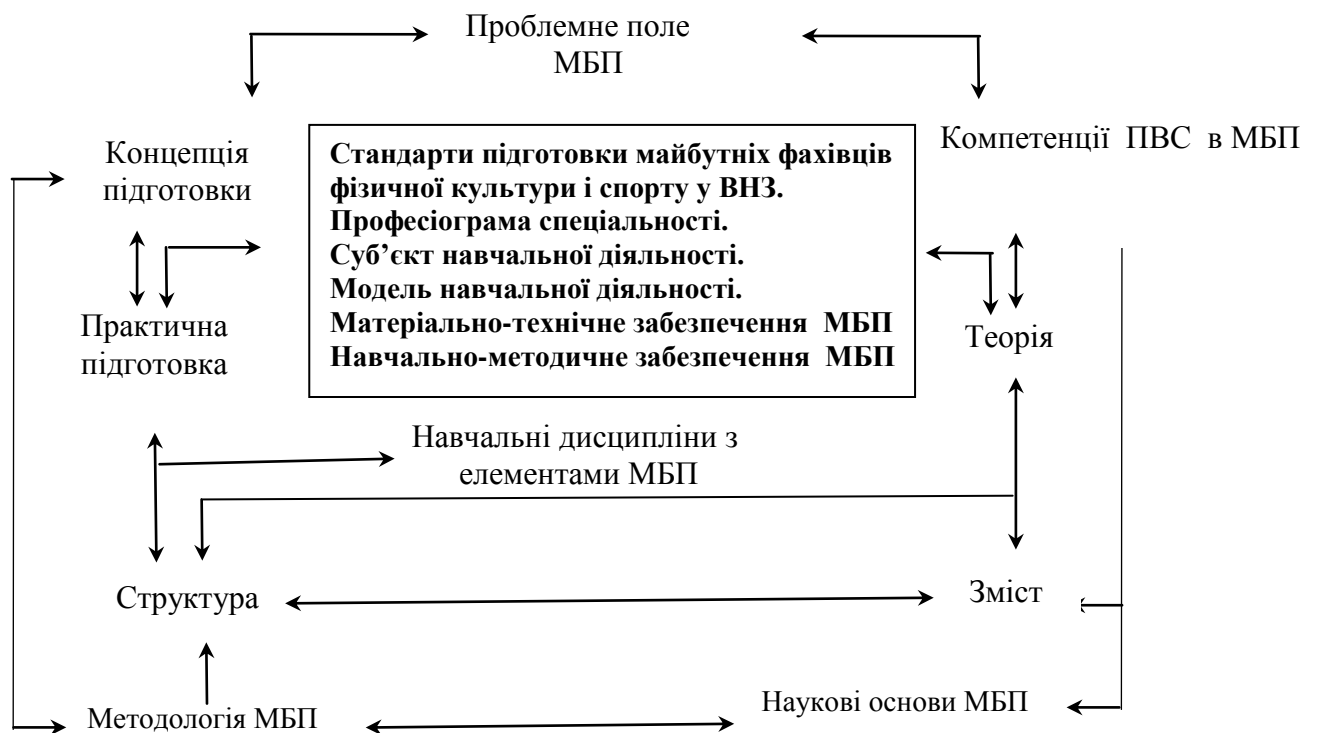 Проблемне поле
МБП
Концепція
підготовки
Компетенції ПВС в МБП
Стандарти підготовки майбутніх фахівців
фізичної культури і спорту у ВНЗ.
Професіограма спеціальності.
Суб’єкт навчальної діяльності.
Модель навчальної діяльності.
Матеріально-технічне забезпечення МБП
Навчально-методичне забезпечення МБП
Практична
підготовка
Теорія
Навчальні дисципліни з
елементами МБП
Структура
Зміст
Методологія МБП
Наукові основи МБП